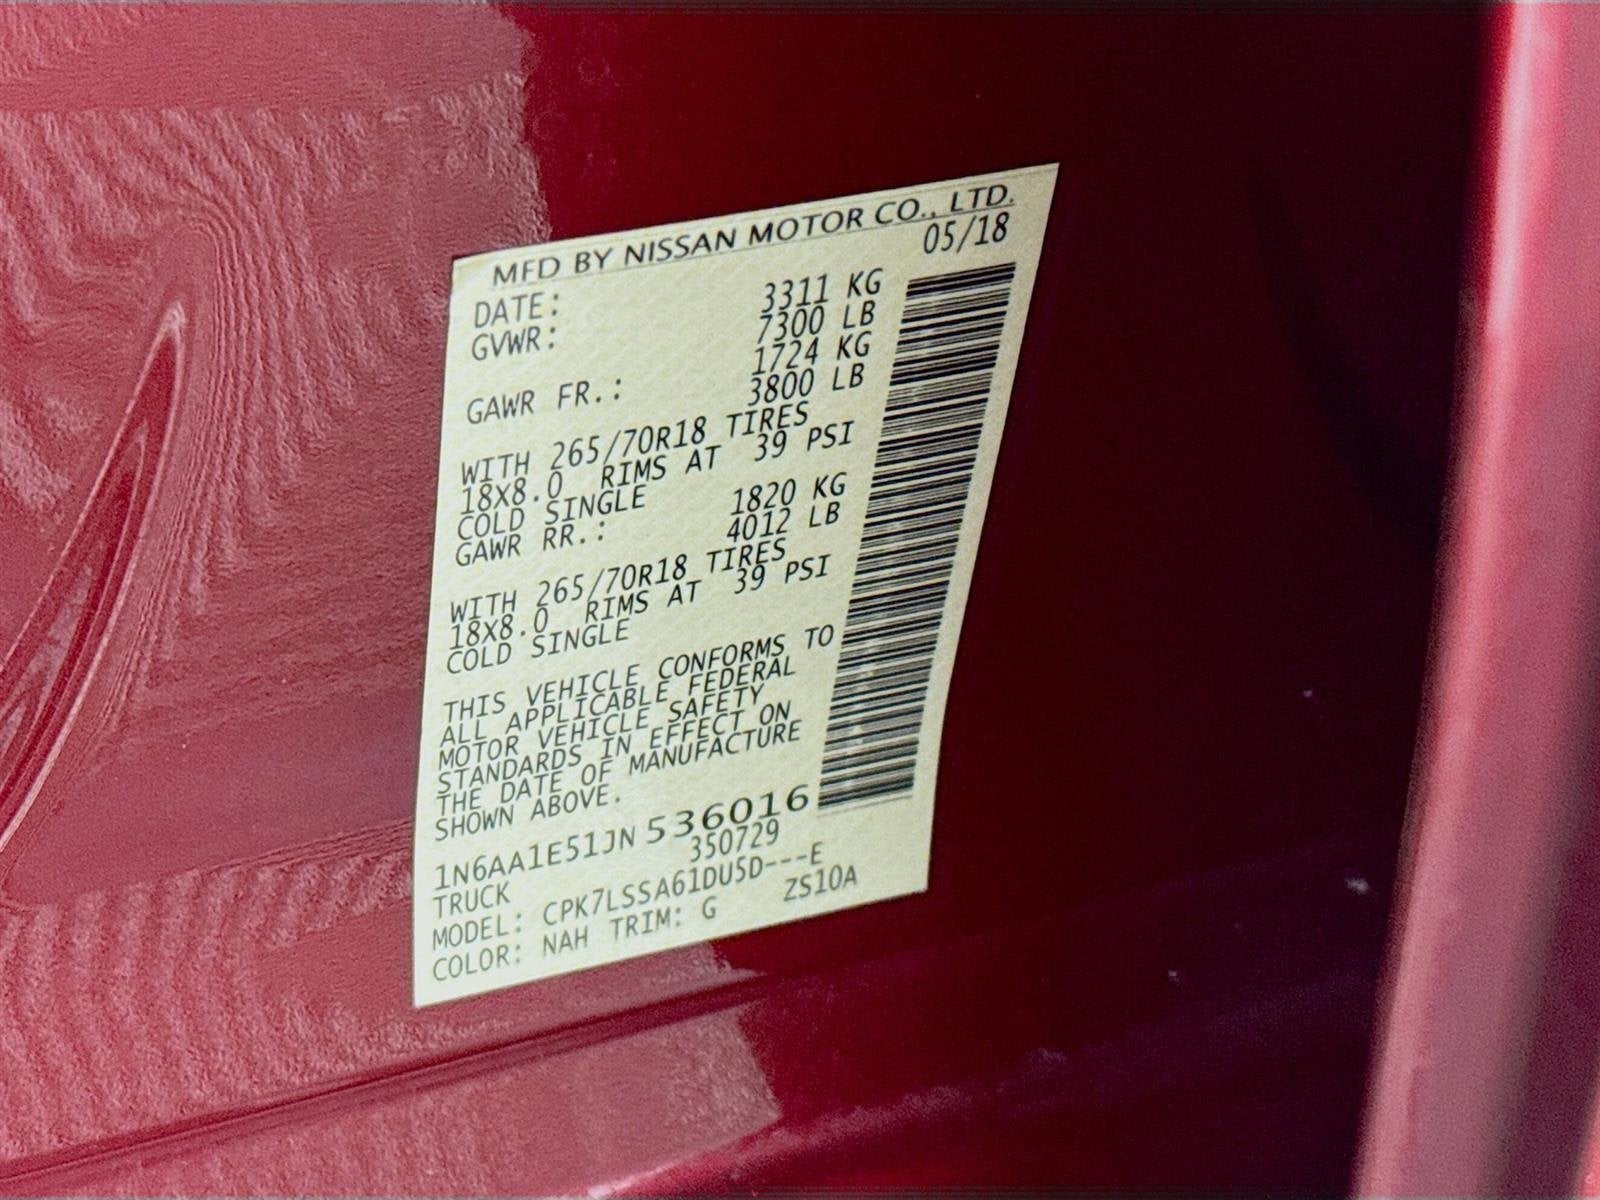 MFD BY NISSAN MOTOR CO., LTD.
DATE: 05/18
GVWR: 3311 KG
7300 LB
GAWR FR.: 1724 KG
3800 LB
WITH 265/70R18 TIRES
18X8.0 RIMS AT 39 PSI
COLD SINGLE
GAWR RR.: 1820 KG
4012 LB
WITH 265/70R18 TIRES
18X8.0 RIMS AT 39 PSI
COLD SINGLE
THIS VEHICLE CONFORMS TO
ALL APPLICABLE FEDERAL
MOTOR VEHICLE SAFETY
STANDARDS IN EFFECT ON
THE DATE OF MANUFACTURE
SHOWN ABOVE.
1N6AA1E51JN536016
TRUCK 350729
MODEL: CPK7LSSA61DU5D---E
COLOR: NAH TRIM: G ZS10A